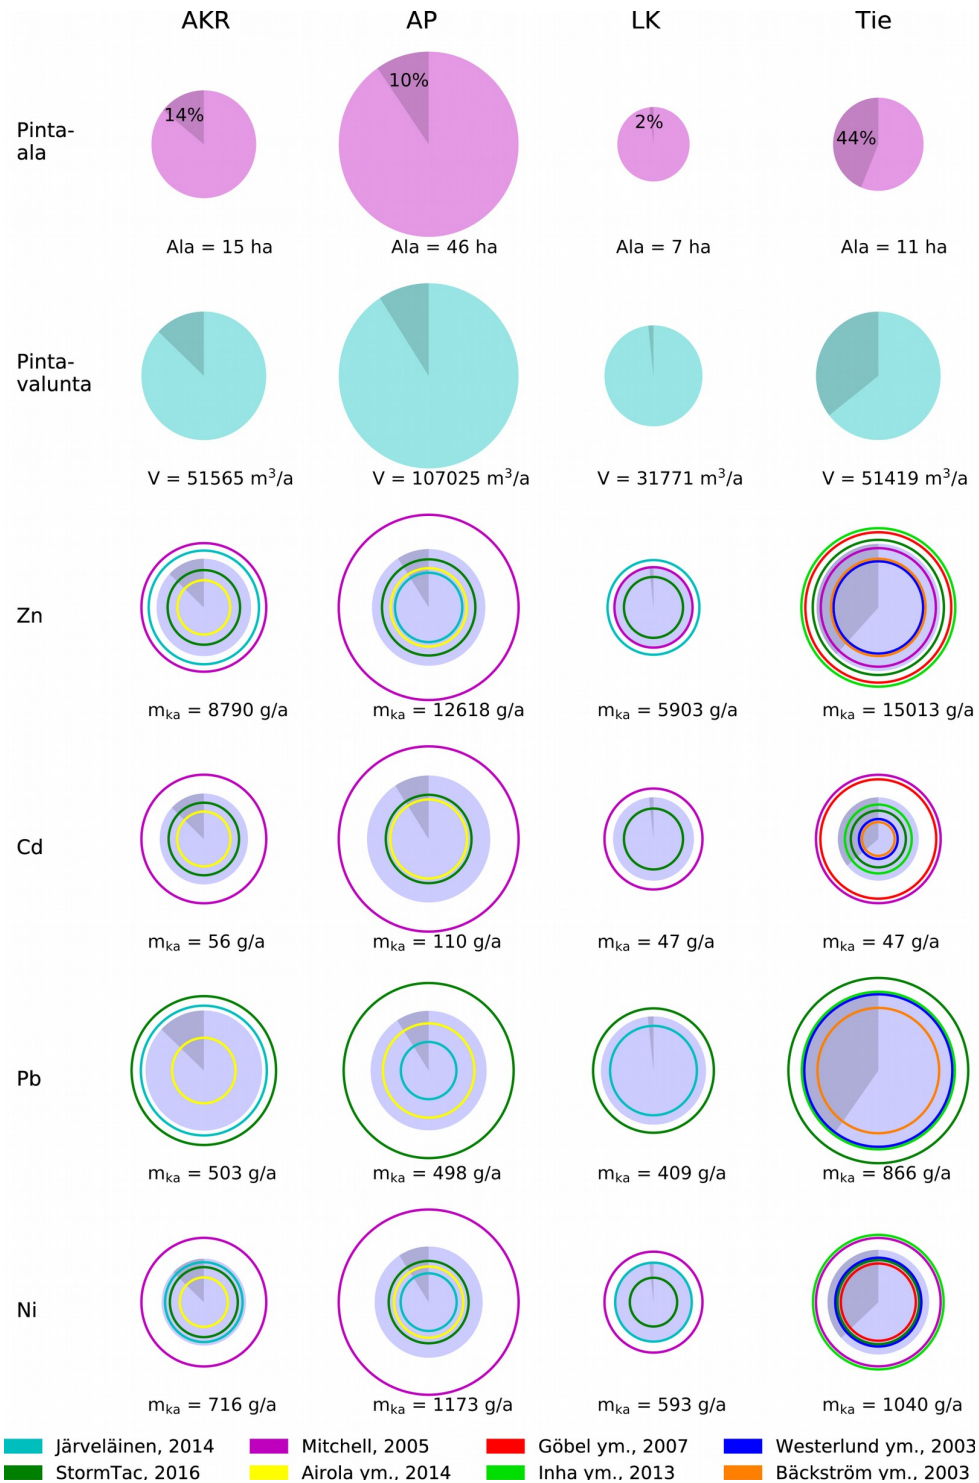 AKR AP LK Tie
14% 10% 2% 44%
Pinta-
ala
Ala = 15 ha Ala = 46 ha Ala = 7 ha Ala = 11 ha
Pinta-
valunta
V = 51565 m³/a V = 107025 m³/a V = 31771 m³/a V = 51419 m³/a
Zn
mka = 8790 g/a mka = 12618 g/a mka = 5903 g/a mka = 15013 g/a
Cd
mka = 56 g/a mka = 110 g/a mka = 47 g/a mka = 47 g/a
Pb
mka = 503 g/a mka = 498 g/a mka = 409 g/a mka = 866 g/a
Ni
mka = 716 g/a mka = 1173 g/a mka = 593 g/a mka = 1040 g/a
Järveläinen, 2014 Mitchell, 2005 Göbel ym., 2007 Westerlund ym., 2003
StormTac, 2016 Airola ym., 2014 Inha ym., 2013 Bäckström ym., 2003